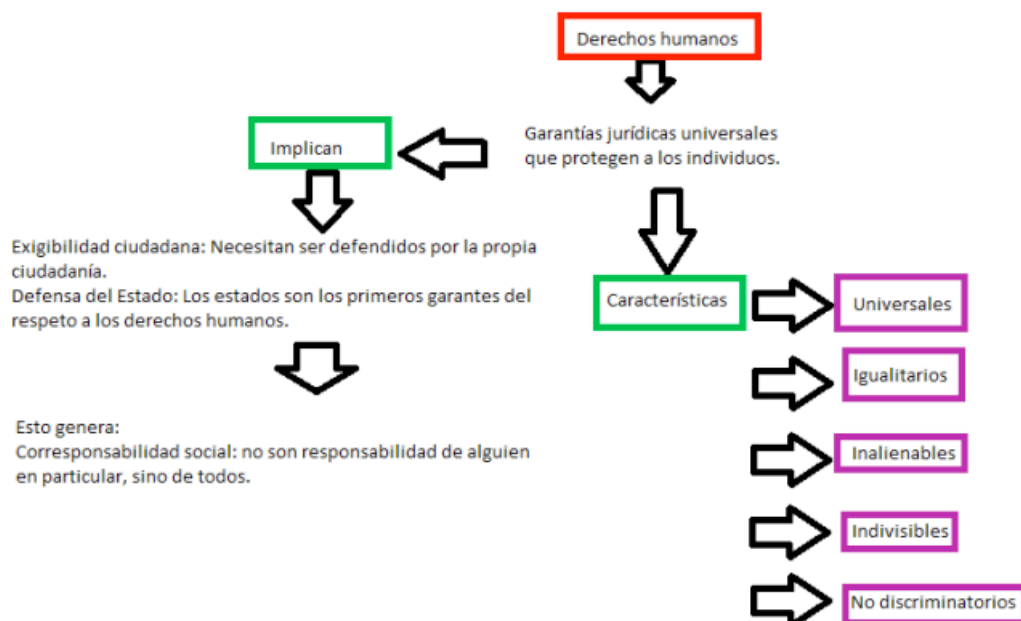 Derechos humanos
Garantías jurídicas universales
que protegen a los individuos.
Implican
Exigibilidad ciudadana: Necesitan ser defendidos por la propia
ciudadanía.
Defensa del Estado: Los estados son los primeros garantes del
respeto a los derechos humanos.
Esto genera:
Corresponsabilidad social: no son responsabilidad de alguien
en particular, sino de todos.
Característicás
Universales
Igualitarios
Inalienables
Indivisibles
No discriminatorios